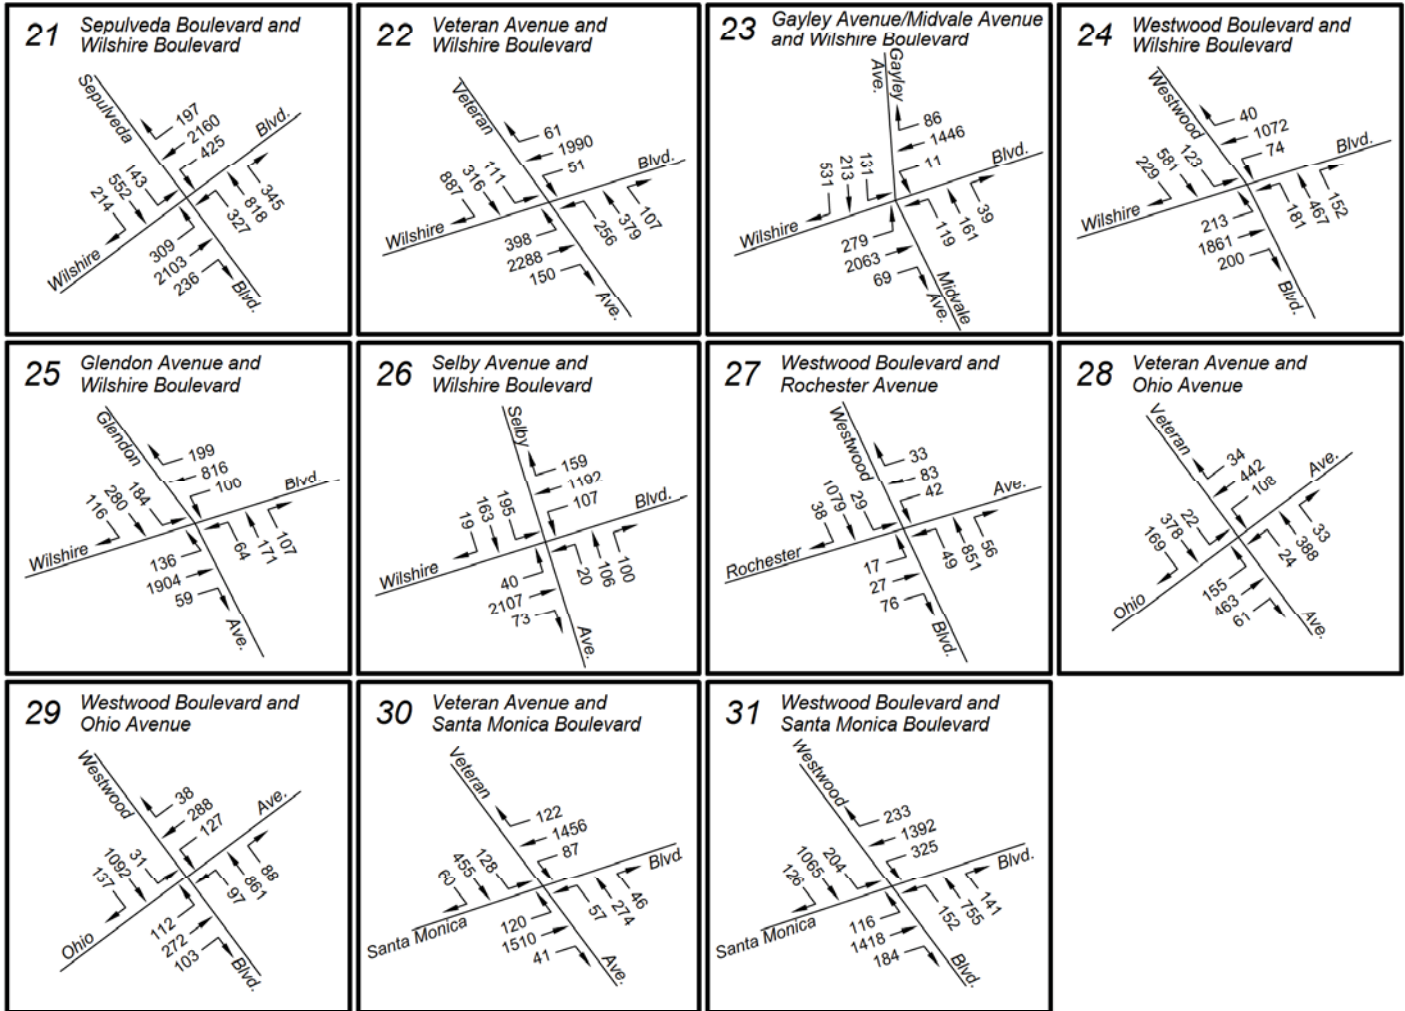 21 Sepulveda Boulevard and
Wilshire Boulevard
Sepulveda
197
2160
425
Blvd.
143
552
214
345
818
327
Wilshire
309
2103
236
Blvd.
22 Veteran Avenue and
Wilshire Boulevard
Veteran
61
1990
51
Blvd.
111
316
887
107
379
256
Wilshire
398
2288
150
Ave.
23 Gayley Avenue/Midvale Avenue
and Wilshire Boulevard
Gayley
Ave.
86
1446
11
Blvd.
531
213
131
39
161
119
Wilshire
279
2063
69
Midvale
Ave.
24 Westwood Boulevard and
Wilshire Boulevard
Westwood
40
1072
74
Blvd.
123
581
229
152
467
181
Wilshire
213
1861
200
Blvd.
25 Glendon Avenue and
Wilshire Boulevard
Glendon
199
816
100
Blvd.
184
280
116
107
171
64
Wilshire
136
1904
59
Ave.
26 Selby Avenue and
Wilshire Boulevard
Selby
159
1192
107
Blvd.
195
163
19
100
106
20
Wilshire
40
2107
73
Ave.
27 Westwood Boulevard and
Rochester Avenue
Westwood
33
83
42
Ave.
29
1079
38
56
851
49
Rochester
17
27
76
Blvd.
28 Veteran Avenue and
Ohio Avenue
Veteran
34
442
108
Ave.
22
378
169
33
388
24
Ohio
155
463
61
Ave.
29 Westwood Boulevard and
Ohio Avenue
Westwood
38
288
127
Ave.
31
1092
137
88
861
97
Ohio
112
272
103
Blvd.
30 Veteran Avenue and
Santa Monica Boulevard
Veteran
122
1456
87
Blvd.
128
455
60
46
274
57
Santa Monica
120
1510
41
Ave.
31 Westwood Boulevard and
Santa Monica Boulevard
Westwood
233
1392
325
Blvd.
204
1065
126
141
755
152
Santa Monica
116
1418
184
Blvd.